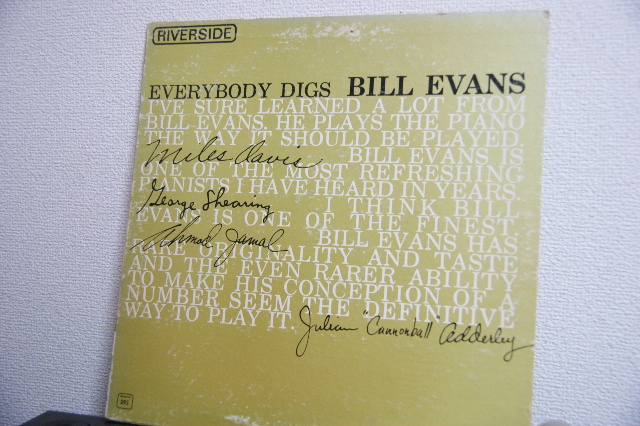 RIVERSIDE
EVERYBODY DIGS BILL EVANS
I'VE SURE LEARNED A LOT FROM
BILL EVANS. HE PLAYS THE PIANO
THE WAY IT SHOULD BE PLAYED
Miles Davis BILL EVANS IS
ONE OF THE MOST REFRESHING
PIANISTS I HAVE HEARD IN YEARS.
George Shearing I THINK BILL
EVANS IS ONE OF THE FINEST
Ahmad Jamal BILL EVANS HAS
ORIGINALITY AND TASTE
AND THE EVEN RARER ABILITY
TO MAKE HIS CONCEPTION OF A
NUMBER SEEM THE DEFINITIVE
WAY TO PLAY IT. Julian "Cannonball" Adderley